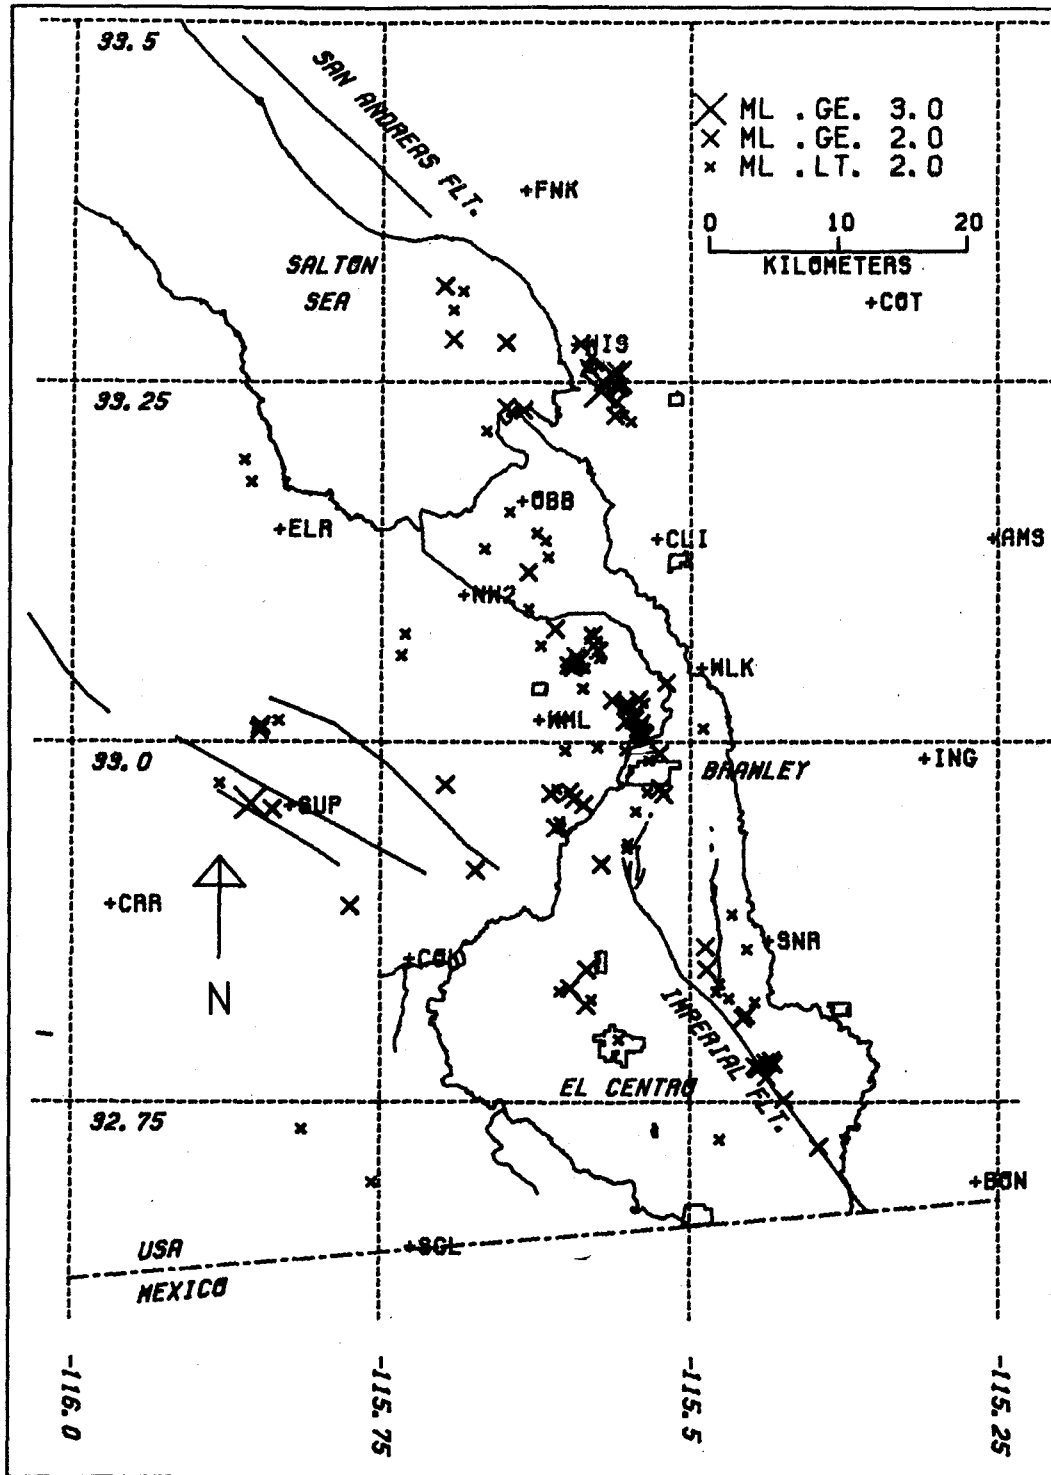 33.5
SAN ANDREAS FLT.
ML .GE. 3.0
ML .GE. 2.0
ML .LT. 2.0
0 10 20
KILOMETERS
+FNK
SALTON
SEA
+COT
+WIS
33.25
+OBB
+ELR
+CLI
+AMS
+NW2
+WLK
+WML
33.0
BRAWLEY
+ING
+SUP
+CRR
+SNR
+COL
N
IMPERIAL FLT.
EL CENTRO
32.75
+BON
+SGL
USA
MEXICO
-116.0
-115.75
-115.5
-115.25